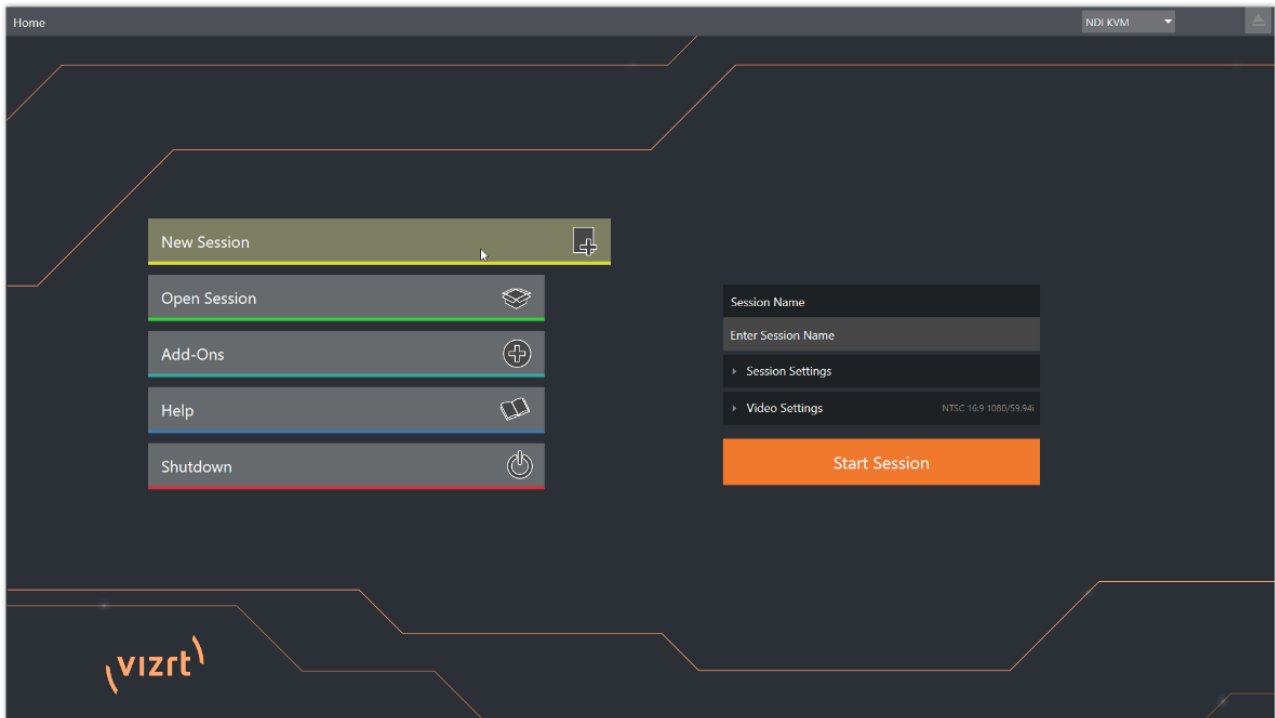 Home
NDI KVM
New Session
Open Session
Add-Ons
Help
Shutdown
Session Name
Enter Session Name
Session Settings
Video Settings NTSC 16:9 1080/59.94i
Start Session
vizrt